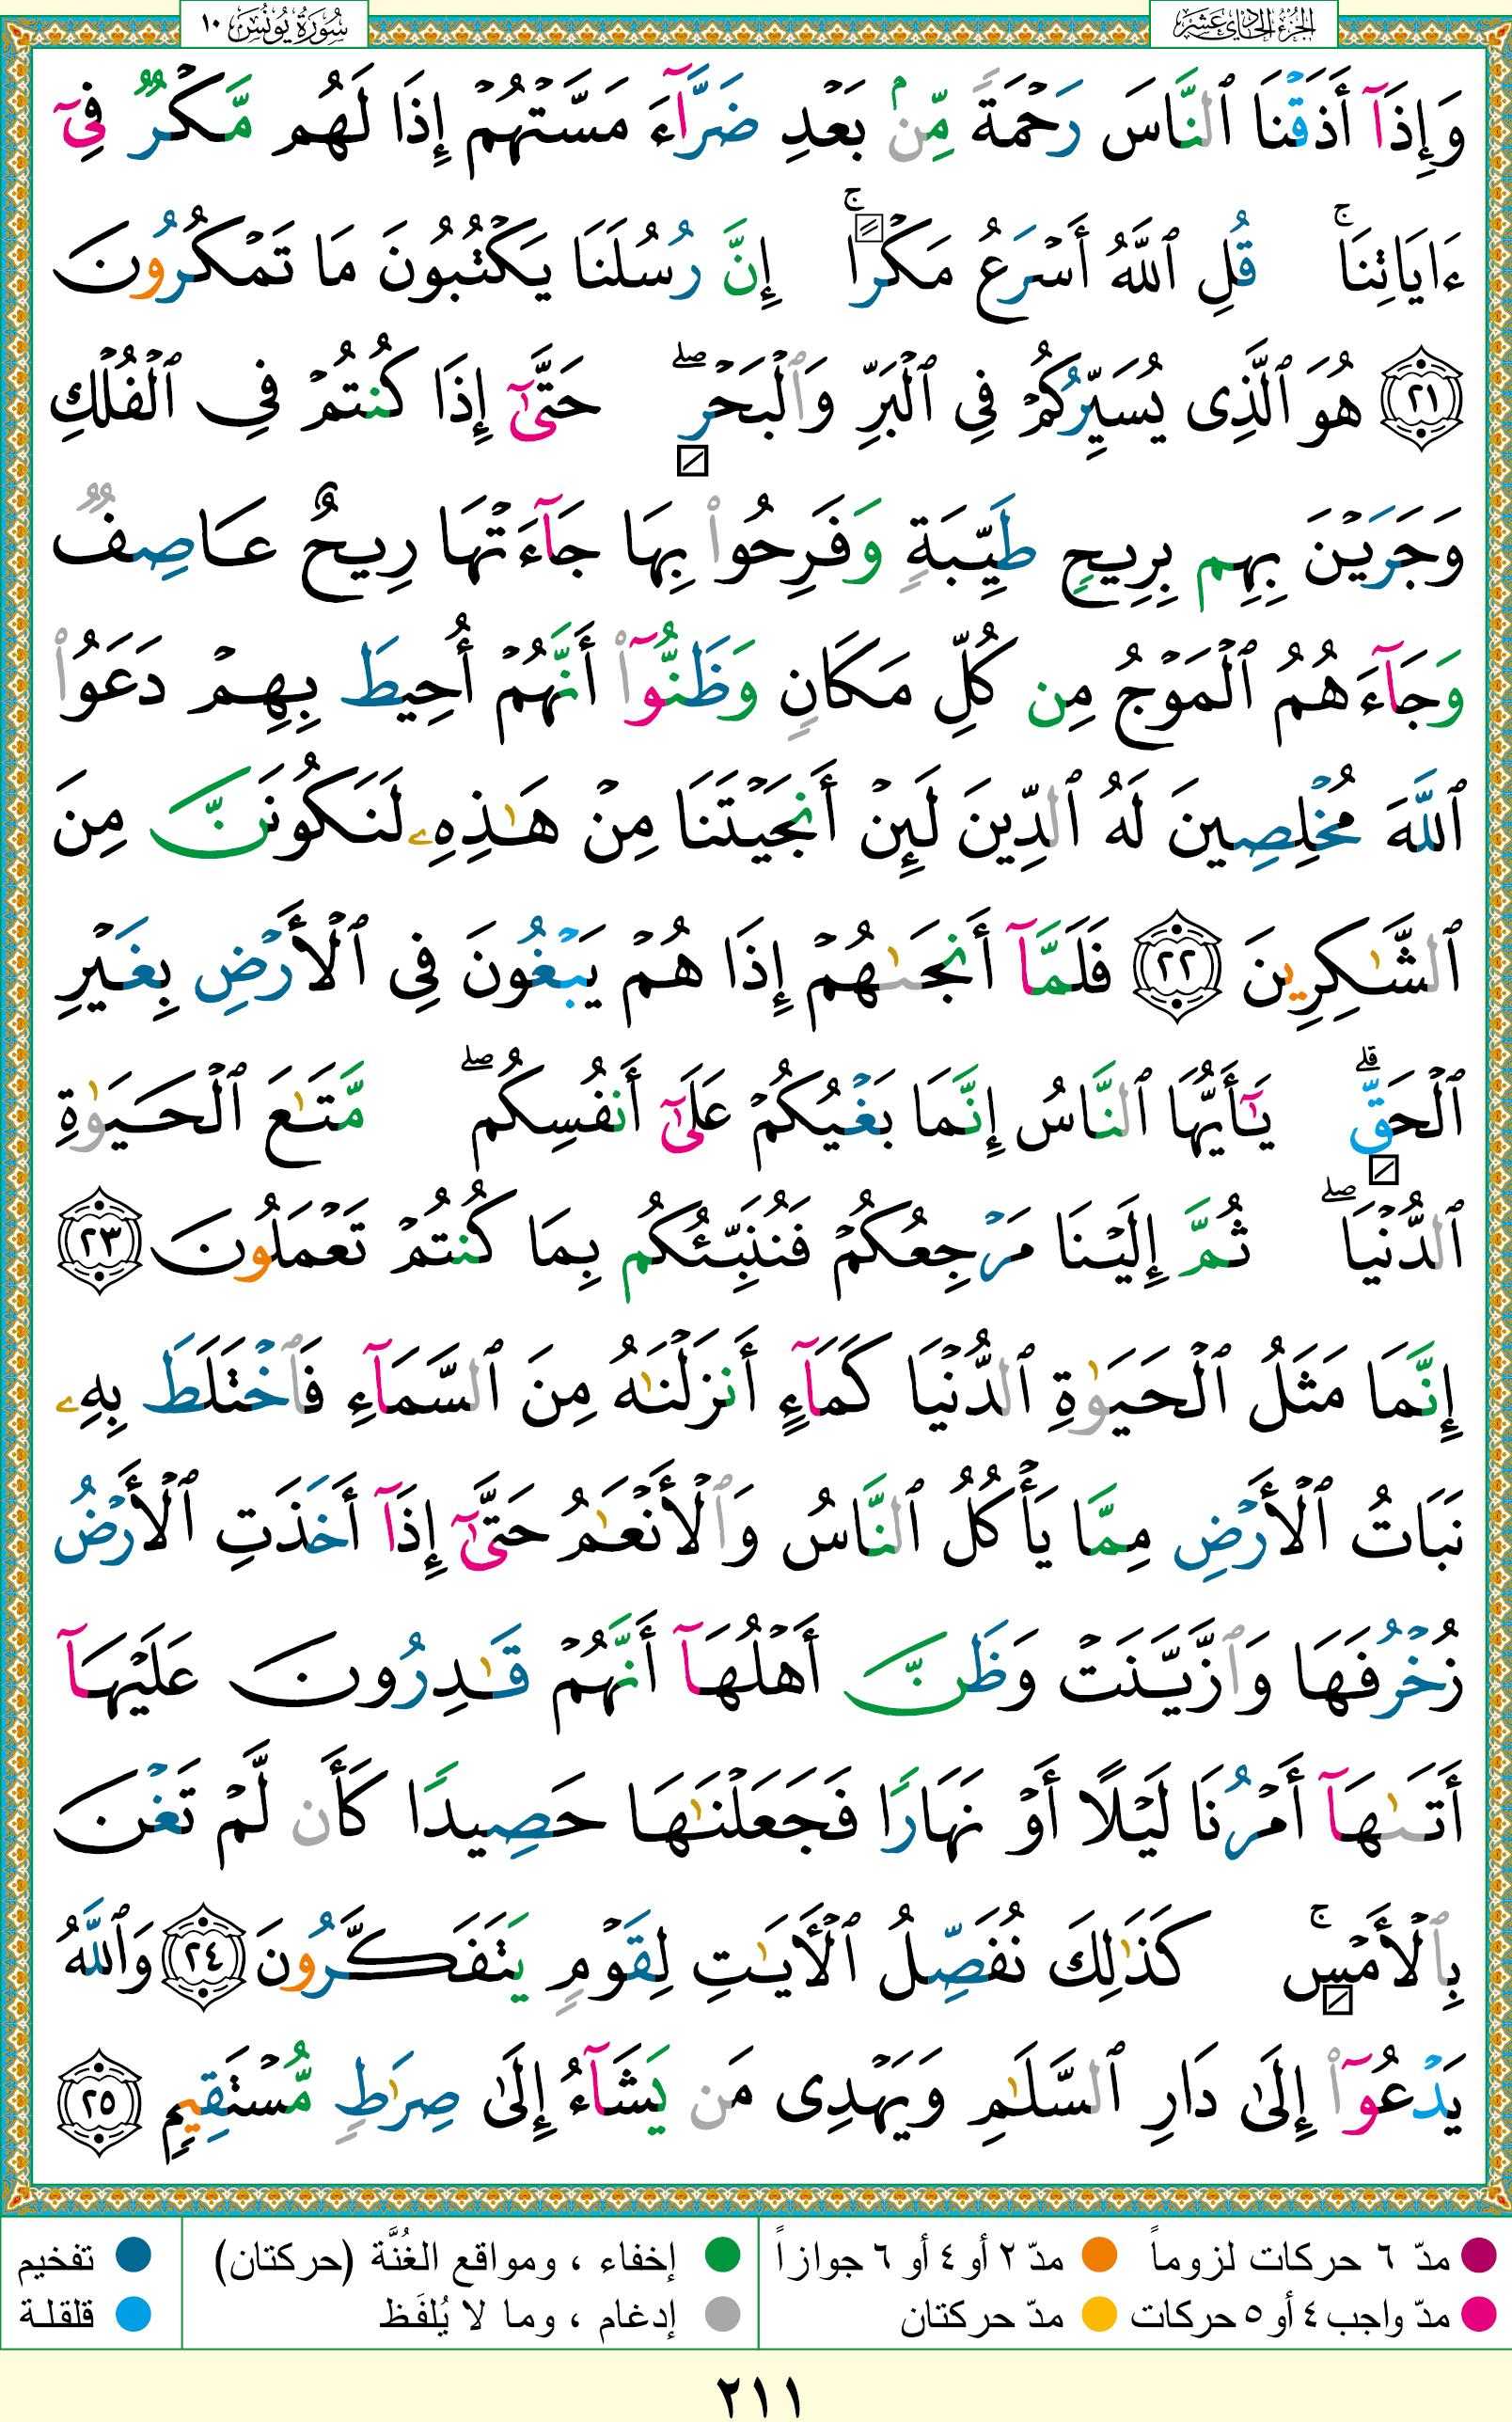 الجزء الحادي عشر
سورة يونس ١٠
وَإِذَآ أَذَقْنَا ٱلنَّاسَ رَحْمَةً مِّنۢ بَعْدِ ضَرَّآءَ مَسَّتْهُمْ إِذَا لَهُم مَّكْرٌ فِىٓ
ءَايَاتِنَا ۚ قُلِ ٱللَّهُ أَسْرَعُ مَكْرًا ۚ إِنَّ رُسُلَنَا يَكْتُبُونَ مَا تَمْكُرُونَ
﴿٢١﴾ هُوَ ٱلَّذِى يُسَيِّرُكُمْ فِى ٱلْبَرِّ وَٱلْبَحْرِ ۖ حَتَّىٰٓ إِذَا كُنتُمْ فِى ٱلْفُلْكِ
وَجَرَيْنَ بِهِم بِرِيحٍ طَيِّبَةٍ وَفَرِحُوا۟ بِهَا جَآءَتْهَا رِيحٌ عَاصِفٌ
وَجَآءَهُمُ ٱلْمَوْجُ مِن كُلِّ مَكَانٍ وَظَنُّوٓا۟ أَنَّهُمْ أُحِيطَ بِهِمْ دَعَوُا۟
ٱللَّهَ مُخْلِصِينَ لَهُ ٱلدِّينَ لَئِنْ أَنجَيْتَنَا مِنْ هَـٰذِهِۦ لَنَكُونَنَّ مِنَ
ٱلشَّـٰكِرِينَ ﴿٢٢﴾ فَلَمَّآ أَنجَىٰهُمْ إِذَا هُمْ يَبْغُونَ فِى ٱلْأَرْضِ بِغَيْرِ
ٱلْحَقِّ ۗ يَـٰٓأَيُّهَا ٱلنَّاسُ إِنَّمَا بَغْيُكُمْ عَلَىٰٓ أَنفُسِكُم ۖ مَّتَـٰعَ ٱلْحَيَوٰةِ
ٱلدُّنْيَا ۖ ثُمَّ إِلَيْنَا مَرْجِعُكُمْ فَنُنَبِّئُكُم بِمَا كُنتُمْ تَعْمَلُونَ ﴿٢٣﴾
إِنَّمَا مَثَلُ ٱلْحَيَوٰةِ ٱلدُّنْيَا كَمَآءٍ أَنزَلْنَـٰهُ مِنَ ٱلسَّمَآءِ فَٱخْتَلَطَ بِهِۦ
نَبَاتُ ٱلْأَرْضِ مِمَّا يَأْكُلُ ٱلنَّاسُ وَٱلْأَنْعَـٰمُ حَتَّىٰٓ إِذَآ أَخَذَتِ ٱلْأَرْضُ
زُخْرُفَهَا وَٱزَّيَّنَتْ وَظَنَّ أَهْلُهَآ أَنَّهُمْ قَـٰدِرُونَ عَلَيْهَآ
أَتَىٰهَآ أَمْرُنَا لَيْلًا أَوْ نَهَارًا فَجَعَلْنَـٰهَا حَصِيدًا كَأَن لَّمْ تَغْنَ
بِٱلْأَمْسِ ۚ كَذَٰلِكَ نُفَصِّلُ ٱلْـَٔايَـٰتِ لِقَوْمٍ يَتَفَكَّرُونَ ﴿٢٤﴾ وَٱللَّهُ
يَدْعُوٓا۟ إِلَىٰ دَارِ ٱلسَّلَـٰمِ وَيَهْدِى مَن يَشَآءُ إِلَىٰ صِرَٰطٍ مُّسْتَقِيمٍ ﴿٢٥﴾
مدّ ٦ حركات لزوماً مدّ ٢ أو ٤ أو ٦ جوازاً إخفاء ، ومواقع الغُنَّة (حركتان) تفخيم
مدّ واجب ٤ أو ٥ حركات مدّ حركتان إدغام ، وما لا يُلفَظ قلقلة
٢١١